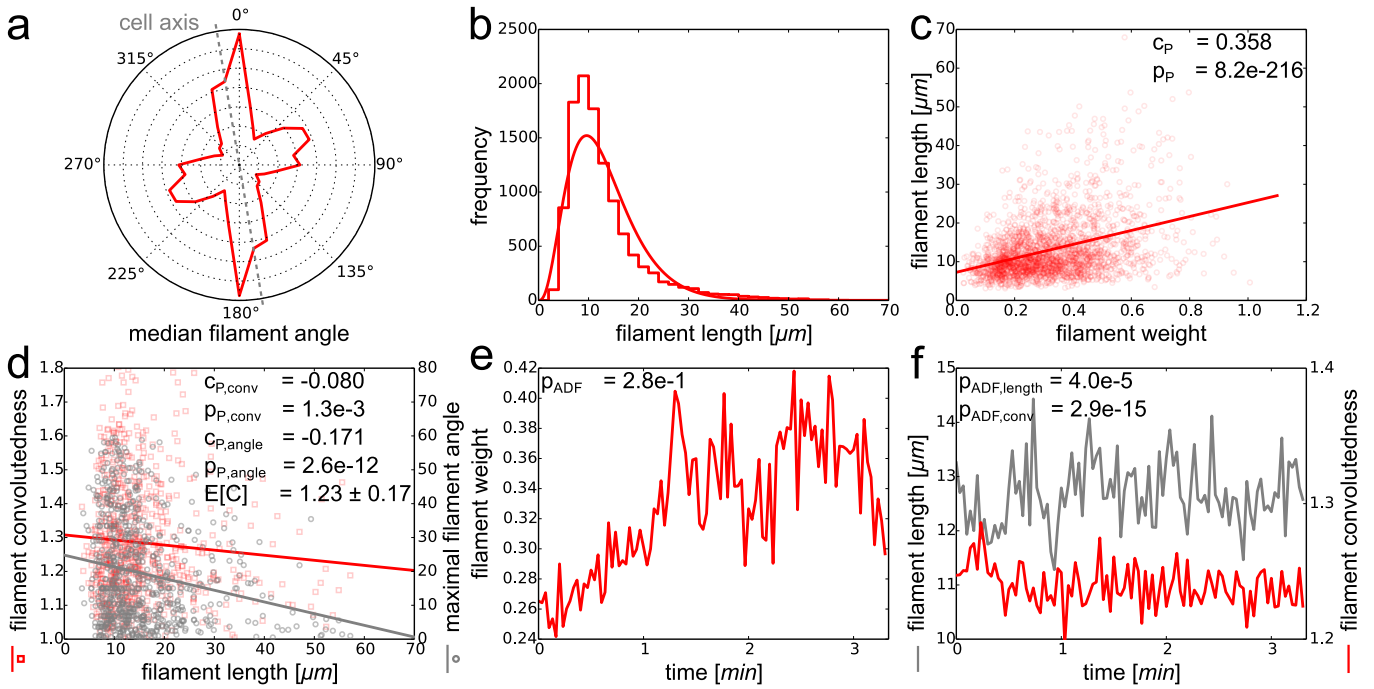 a
cell axis
0°
45°
90°
135°
180°
225°
270°
315°
median filament angle
b
2500
2000
1500
1000
500
0
frequency
0 10 20 30 40 50 60 70
filament length [µm]
c
70
60
50
40
30
20
10
0
filament length [µm]
c_P = 0.358
p_P = 8.2e-216
0.0 0.2 0.4 0.6 0.8 1.0 1.2
filament weight
d
1.8
1.7
1.6
1.5
1.4
1.3
1.2
1.1
1.0
filament convolutedness
c_P,conv = -0.080
p_P,conv = 1.3e-3
c_P,angle = -0.171
p_P,angle = 2.6e-12
E[C] = 1.23 ± 0.17
80
70
60
50
40
30
20
10
0
maximal filament angle
0 10 20 30 40 50 60 70
filament length [µm]
e
0.42
0.40
0.38
0.36
0.34
0.32
0.30
0.28
0.26
0.24
filament weight
p_ADF = 2.8e-1
0 1 2 3
time [min]
f
15
14
13
12
11
10
filament length [µm]
p_ADF,length = 4.0e-5
p_ADF,conv = 2.9e-15
1.4
1.3
1.2
filament convolutedness
0 1 2 3
time [min]